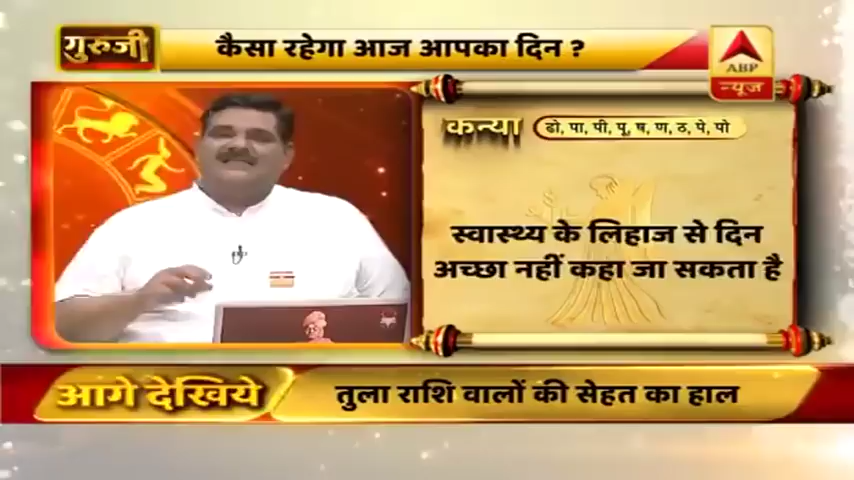 गुरुजी
कैसा रहेगा आज आपका दिन ?
ABP
न्यूज़
कन्या
ढो, पा, पी, पू, ष, ण, ठ, पे, पो
स्वास्थ्य के लिहाज से दिन
अच्छा नहीं कहा जा सकता है
आगे देखिये
तुला राशि वालों की सेहत का हाल